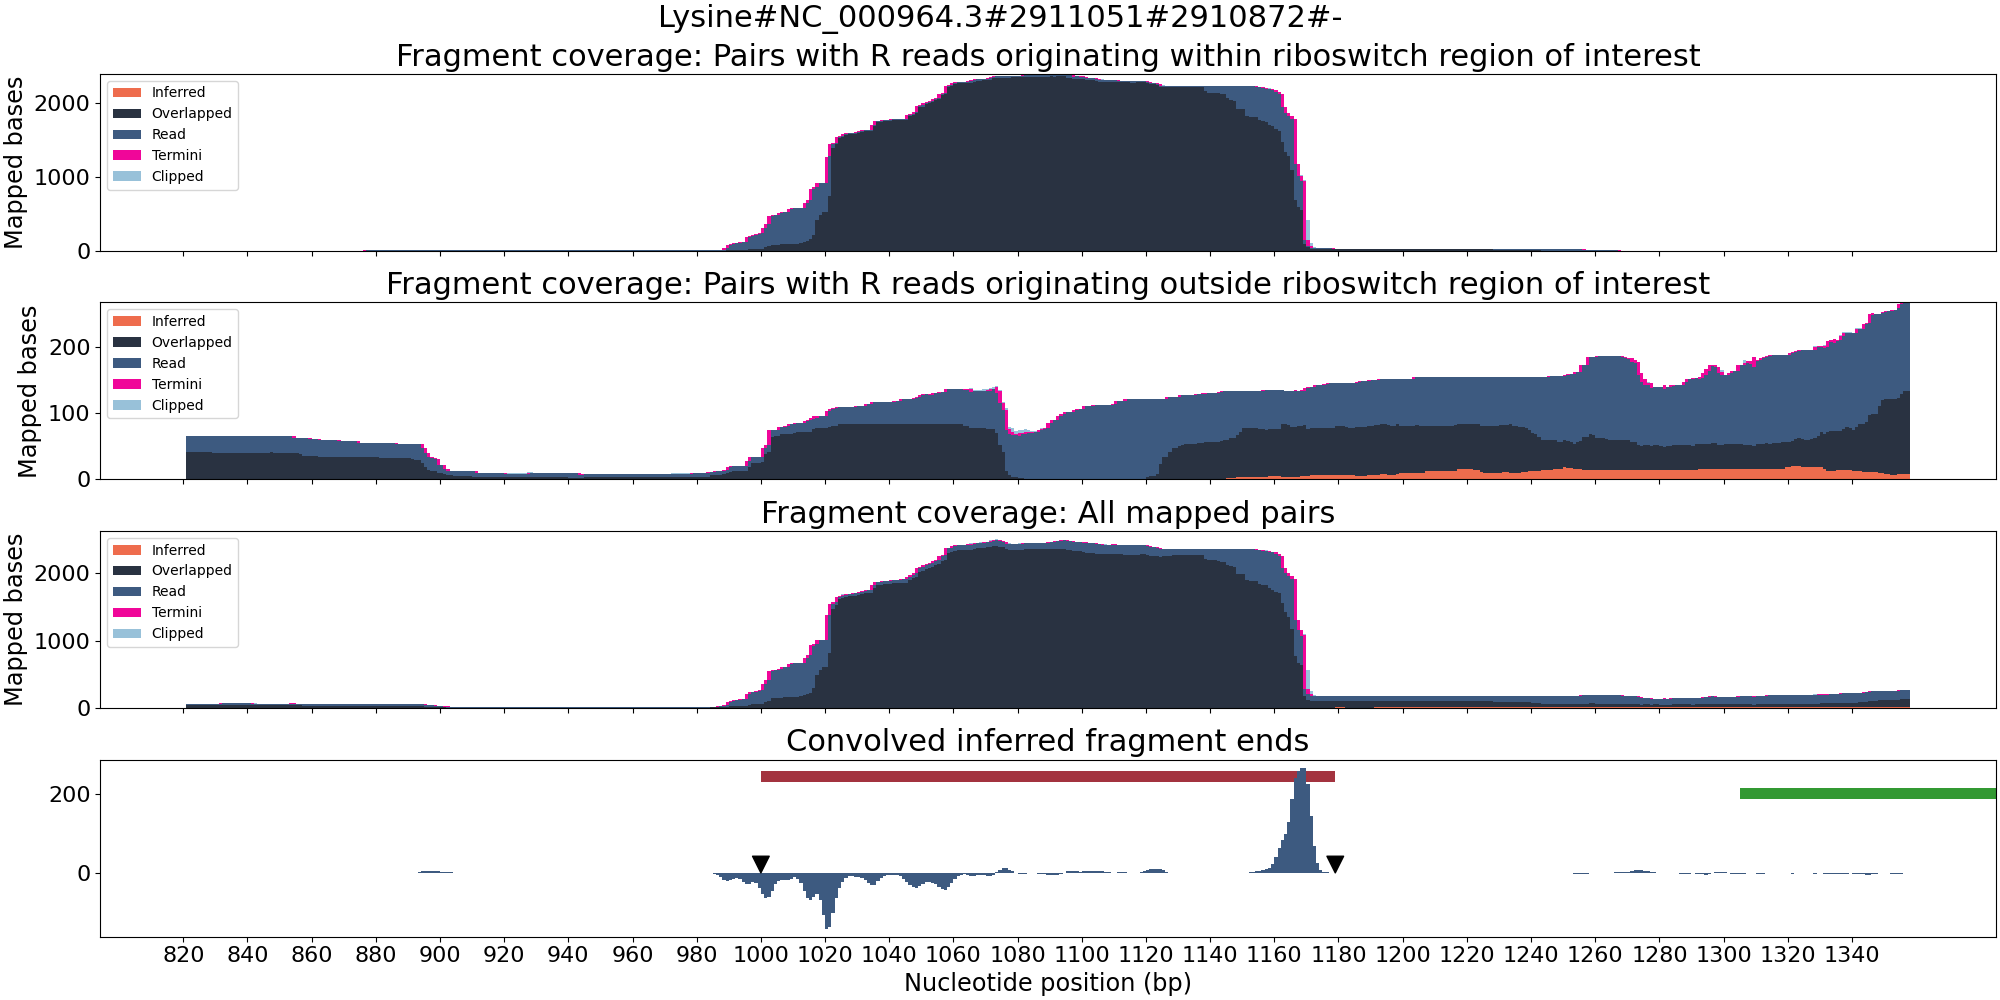 Lysine#NC_000964.3#2911051#2910872#-
Fragment coverage: Pairs with R reads originating within riboswitch region of interest
Mapped bases
2000
1000
0
Inferred
Overlapped
Read
Termini
Clipped
Fragment coverage: Pairs with R reads originating outside riboswitch region of interest
Mapped bases
200
100
0
Inferred
Overlapped
Read
Termini
Clipped
Fragment coverage: All mapped pairs
Mapped bases
2000
1000
0
Inferred
Overlapped
Read
Termini
Clipped
Convolved inferred fragment ends
200
0
820 840 860 880 900 920 940 960 980 1000 1020 1040 1060 1080 1100 1120 1140 1160 1180 1200 1220 1240 1260 1280 1300 1320 1340
Nucleotide position (bp)